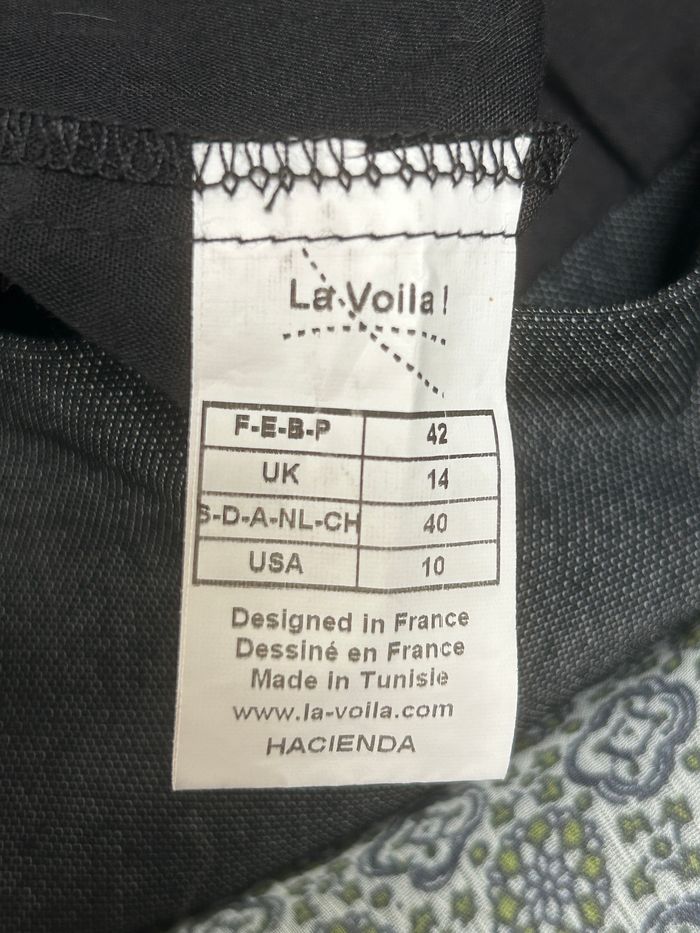 La Voila!
F-E-B-P 42
UK 14
S-D-A-NL-CH 40
USA 10
Designed in France
Dessiné en France
Made in Tunisie
www.la-voila.com
HACIENDA